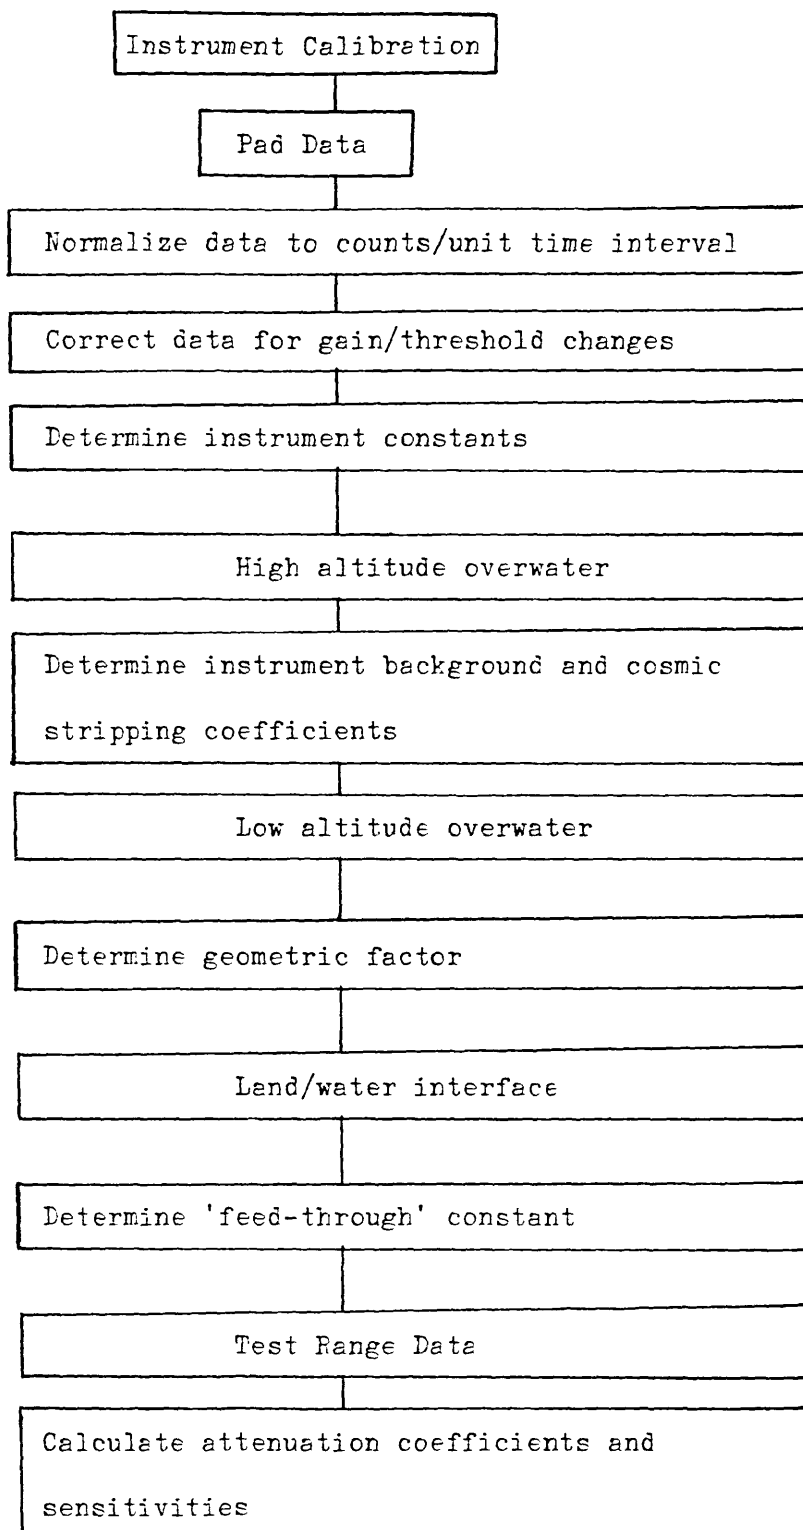 Instrument Calibration
Pad Data
Normalize data to counts/unit time interval
Correct data for gain/threshold changes
Determine instrument constants
High altitude overwater
Determine instrument background and cosmic
stripping coefficients
Low altitude overwater
Determine geometric factor
Land/water interface
Determine 'feed-through' constant
Test Range Data
Calculate attenuation coefficients and
sensitivities